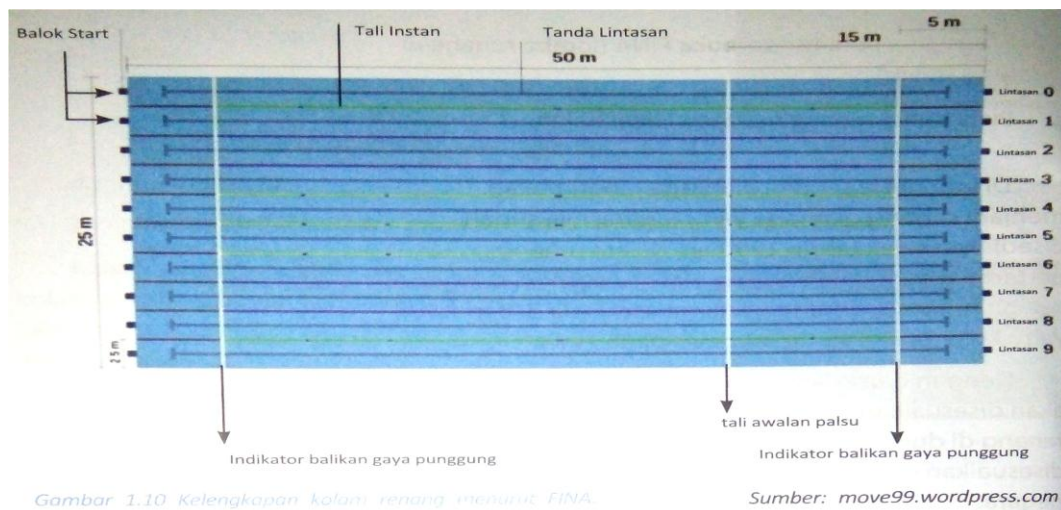 5 m
Balok Start
Tali Instan
Tanda Lintasan
15 m
50 m
Lintasan 0
Lintasan 1
Lintasan 2
Lintasan 3
Lintasan 4
Lintasan 5
Lintasan 6
Lintasan 7
Lintasan 8
Lintasan 9
25 m
tali awalan palsu
Indikator balikan gaya punggung
Indikator balikan gaya punggung
Gambar 1.10 Kelengkapan kolam renang menurut FINA.
Sumber: move99.wordpress.com